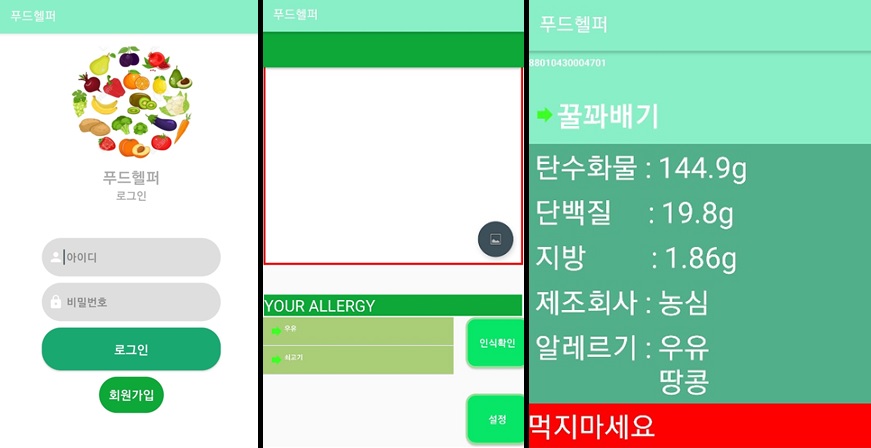 푸드헬퍼
푸드헬퍼
로그인
아이디
비밀번호
로그인
회원가입
푸드헬퍼
YOUR ALLERGY
우유
쇠고기
인식확인
설정
푸드헬퍼
88010430004701
꿀꽈배기
탄수화물 : 144.9g
단백질 : 19.8g
지방 : 1.86g
제조회사 : 농심
알레르기 : 우유
땅콩
먹지마세요